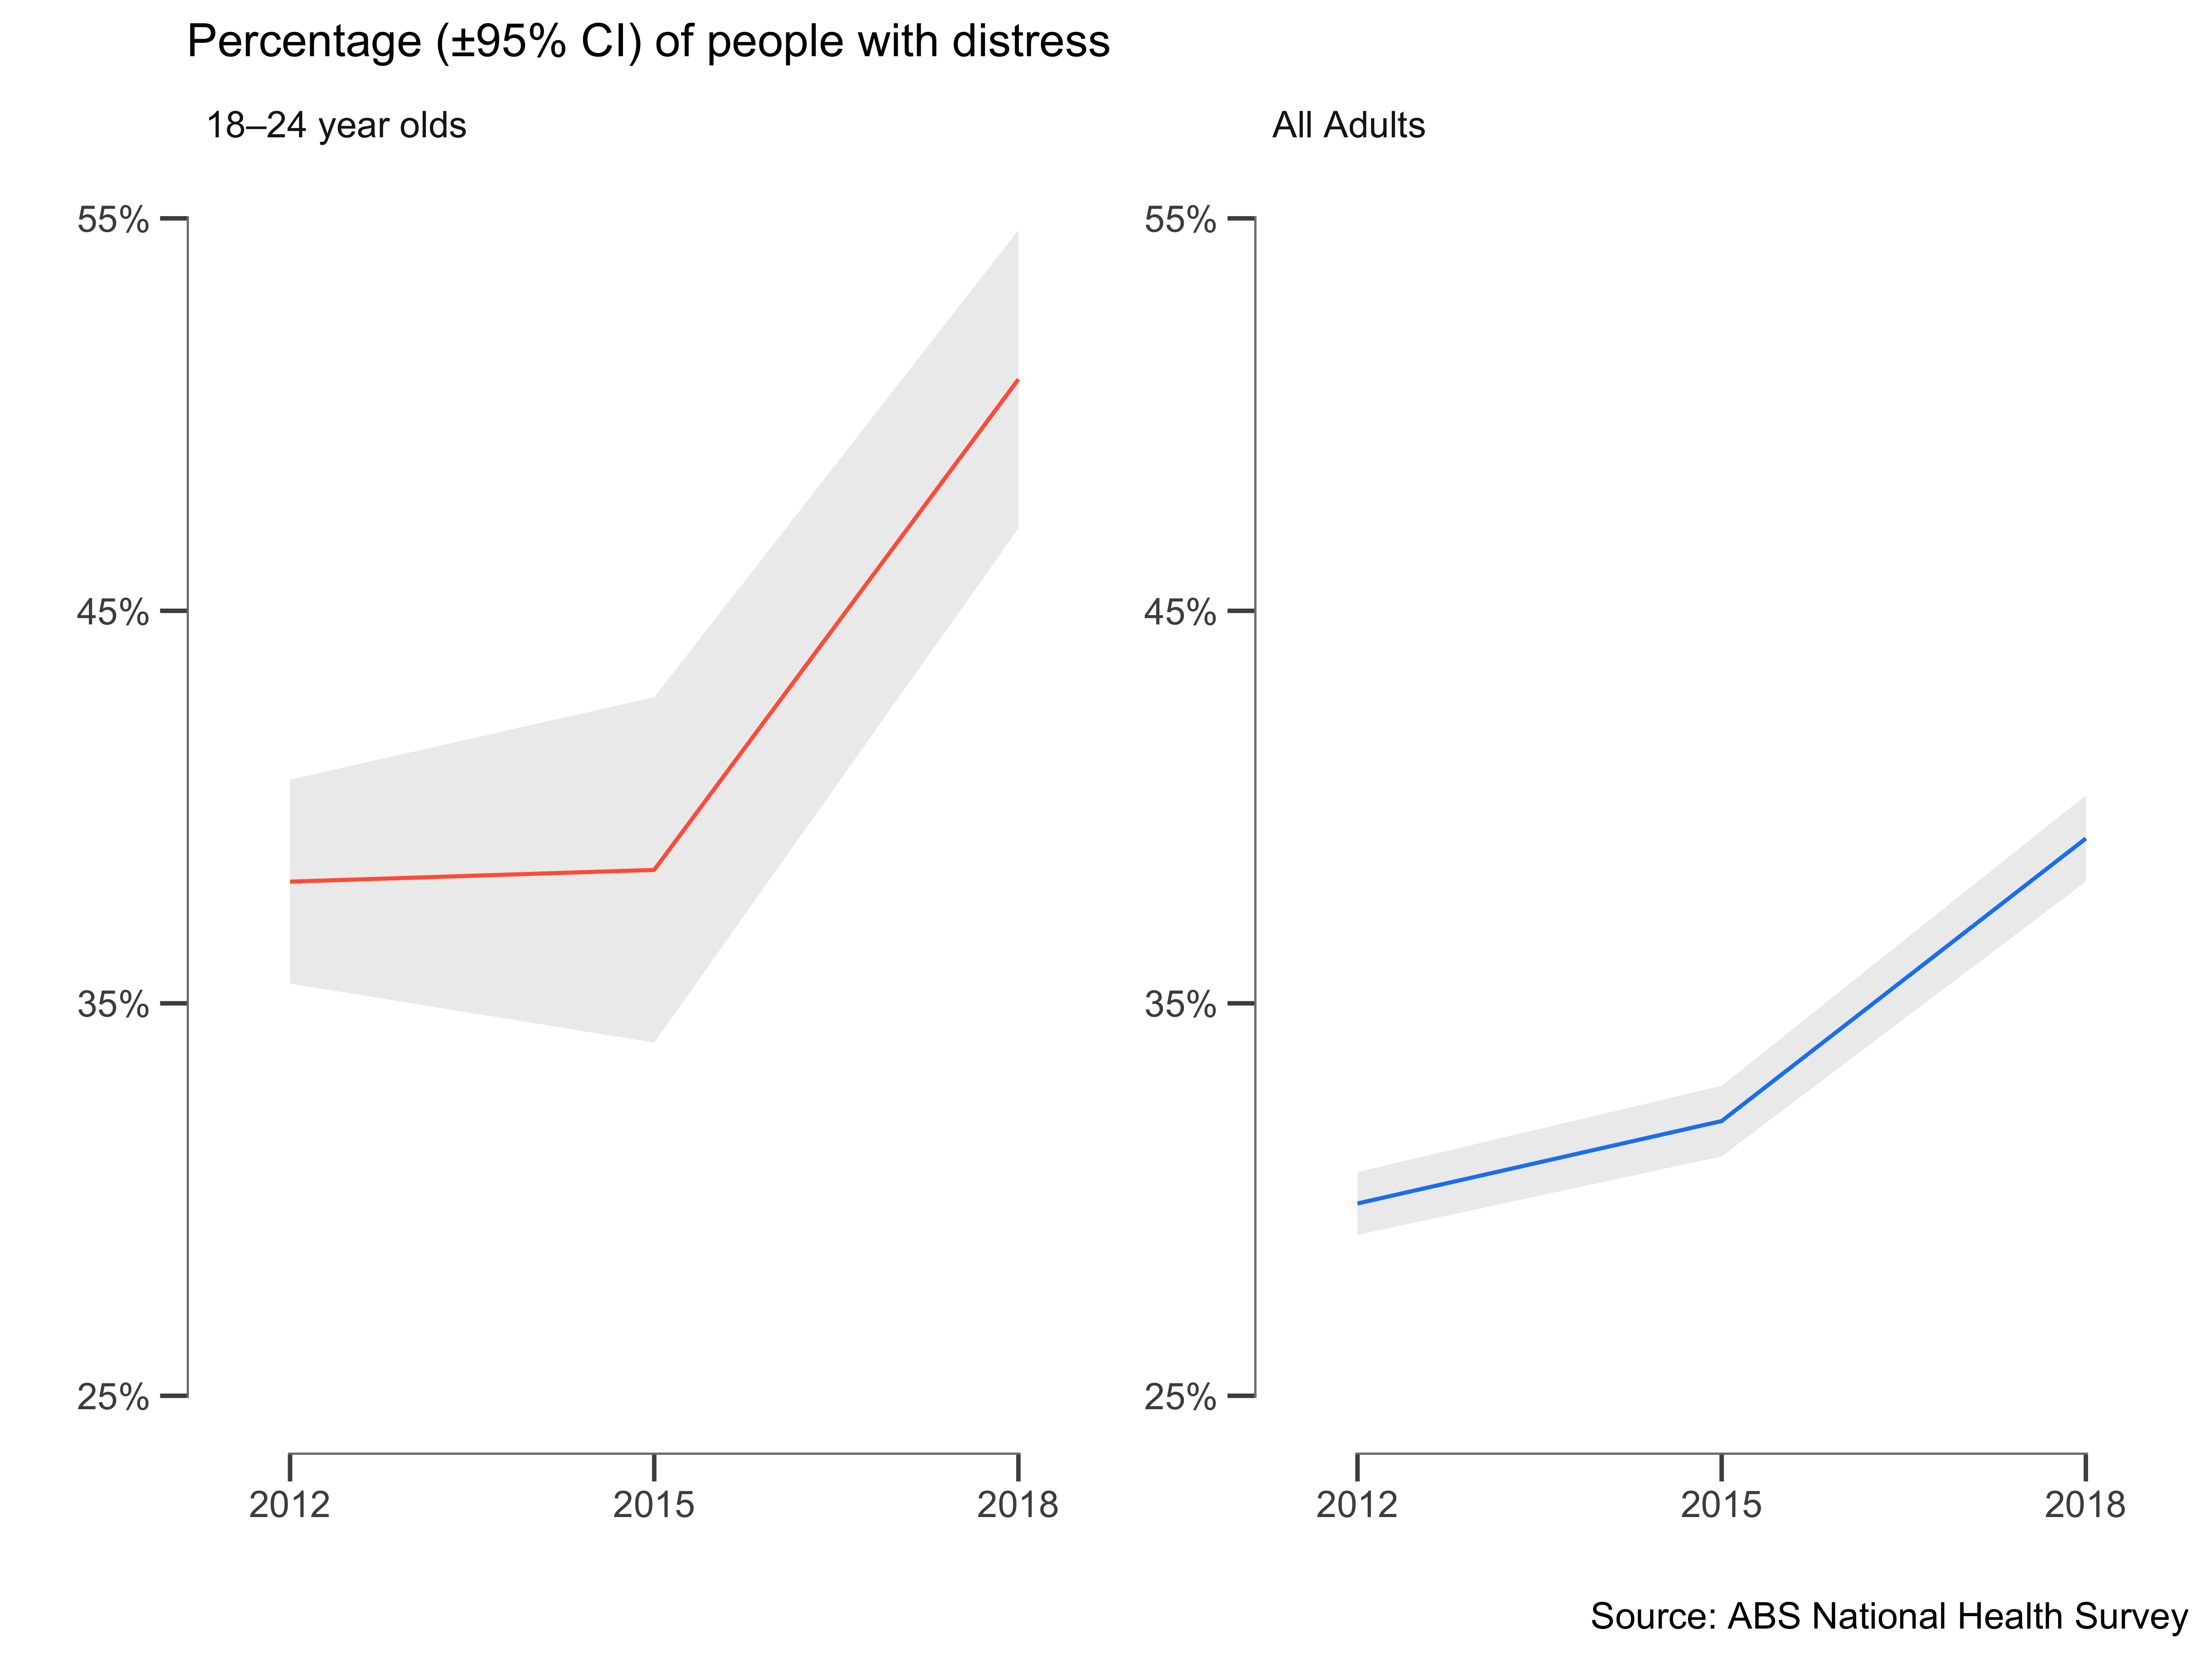 Percentage (±95% CI) of people with distress
18–24 year olds
55%
45%
35%
25%
2012 2015 2018
All Adults
55%
45%
35%
25%
2012 2015 2018
Source: ABS National Health Survey